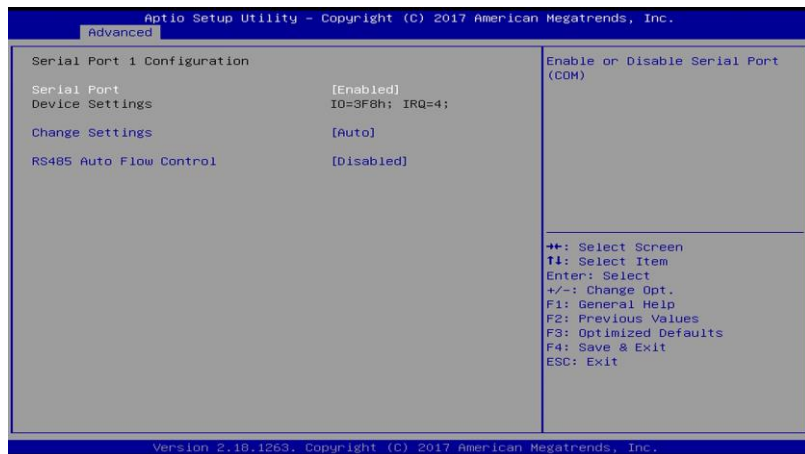 Aptio Setup Utility – Copyright (C) 2017 American Megatrends, Inc.
Advanced
Serial Port 1 Configuration
Serial Port [Enabled]
Device Settings IO=3F8h; IRQ=4;
Change Settings [Auto]
RS485 Auto Flow Control [Disabled]
Enable or Disable Serial Port
(COM)
→←: Select Screen
↑↓: Select Item
Enter: Select
+/-: Change Opt.
F1: General Help
F2: Previous Values
F3: Optimized Defaults
F4: Save & Exit
ESC: Exit
Version 2.18.1263. Copyright (C) 2017 American Megatrends, Inc.